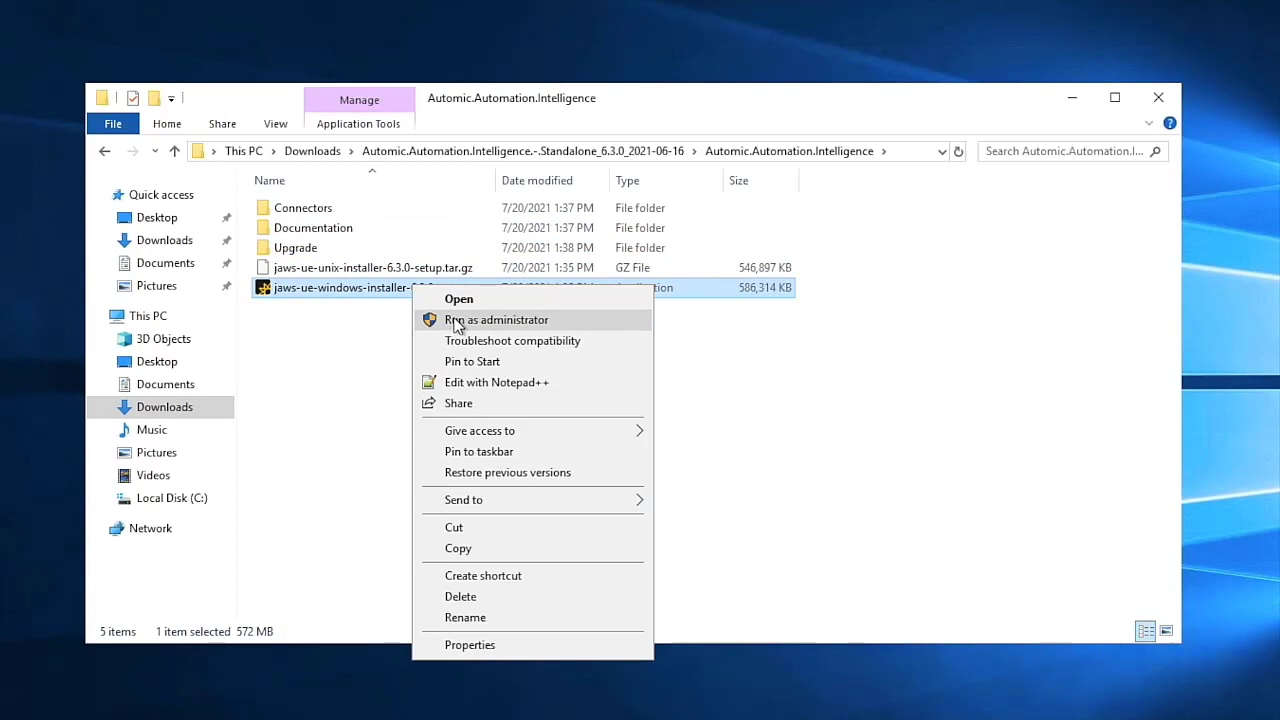 Manage
Automic.Automation.Intelligence
File
Home
Share
View
Application Tools
This PC
Downloads
Automic.Automation.Intelligence.-.Standalone_6.3.0_2021-06-16
Automic.Automation.Intelligence
Search Automic.Automation.I...
Name
Date modified
Type
Size
Quick access
Desktop
Downloads
Documents
Pictures
This PC
3D Objects
Desktop
Documents
Downloads
Music
Pictures
Videos
Local Disk (C:)
Network
Connectors 7/20/2021 1:37 PM File folder
Documentation 7/20/2021 1:37 PM File folder
Upgrade 7/20/2021 1:38 PM File folder
jaws-ue-unix-installer-6.3.0-setup.tar.gz 7/20/2021 1:35 PM GZ File 546,897 KB
jaws-ue-windows-installer- 586,314 KB
Open
Run as administrator
Troubleshoot compatibility
Pin to Start
Edit with Notepad++
Share
Give access to
Pin to taskbar
Restore previous versions
Send to
Cut
Copy
Create shortcut
Delete
Rename
Properties
5 items 1 item selected 572 MB